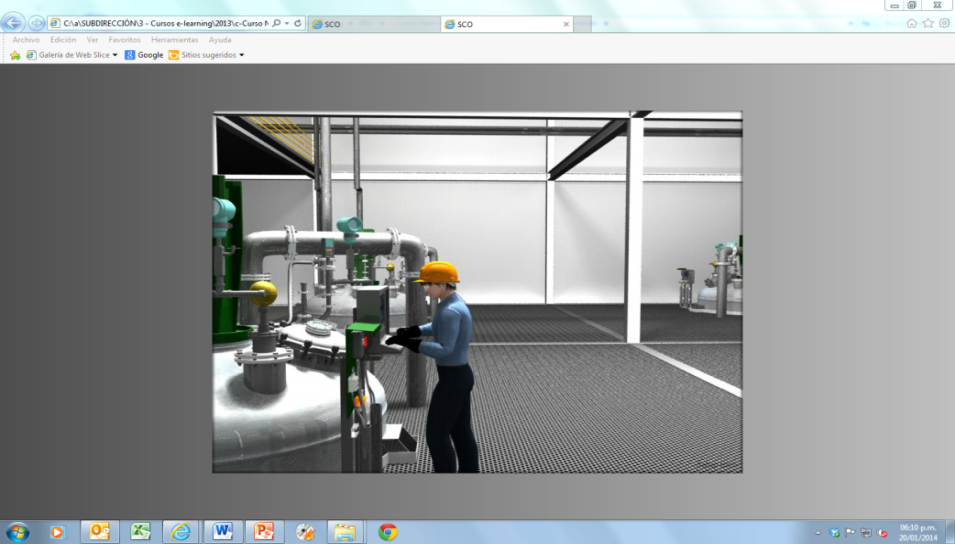 C:\a\SUBDIRECCIÓN\3 - Cursos e-learning\2013\c-Curso N
SCO
SCO
Archivo Edición Ver Favoritos Herramientas Ayuda
Galería de Web Slice Google Sitios sugeridos
06:10 p.m.
20/01/2014